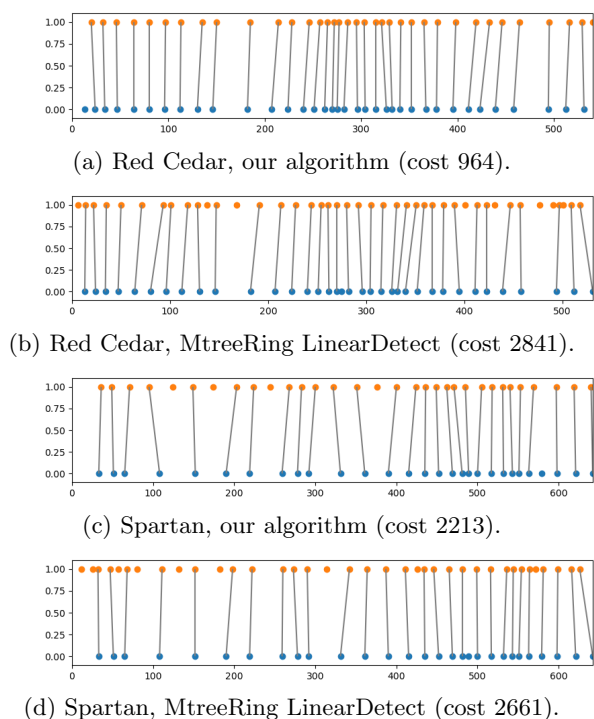 1.00
0.75
0.50
0.25
0.00
0 100 200 300 400 500
(a) Red Cedar, our algorithm (cost 964).
1.00
0.75
0.50
0.25
0.00
0 100 200 300 400 500
(b) Red Cedar, MtreeRing LinearDetect (cost 2841).
1.00
0.75
0.50
0.25
0.00
0 100 200 300 400 500 600
(c) Spartan, our algorithm (cost 2213).
1.00
0.75
0.50
0.25
0.00
0 100 200 300 400 500 600
(d) Spartan, MtreeRing LinearDetect (cost 2661).